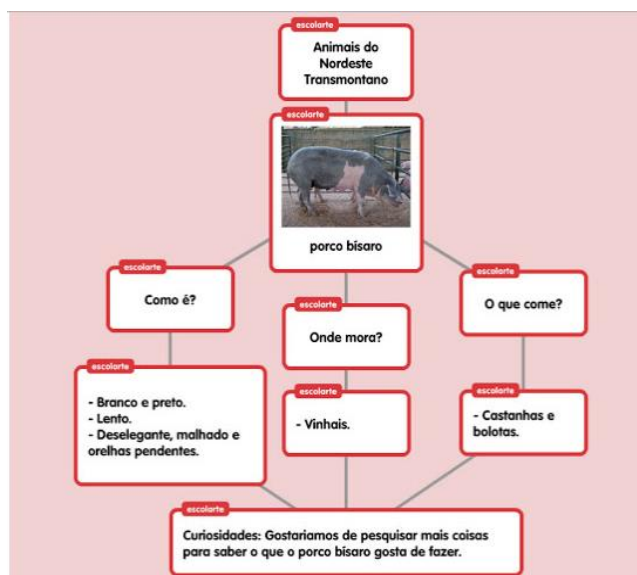 escolarte
Animais do
Nordeste
Transmontano
escolarte
porco bísaro
escolarte
Como é?
escolarte
Onde mora?
escolarte
O que come?
escolarte
- Branco e preto.
- Lento.
- Deselegante, malhado e
orelhas pendentes.
escolarte
- Vinhais.
escolarte
- Castanhas e
bolotas.
escolarte
Curiosidades: Gostariamos de pesquisar mais coisas
para saber o que o porco bísaro gosta de fazer.